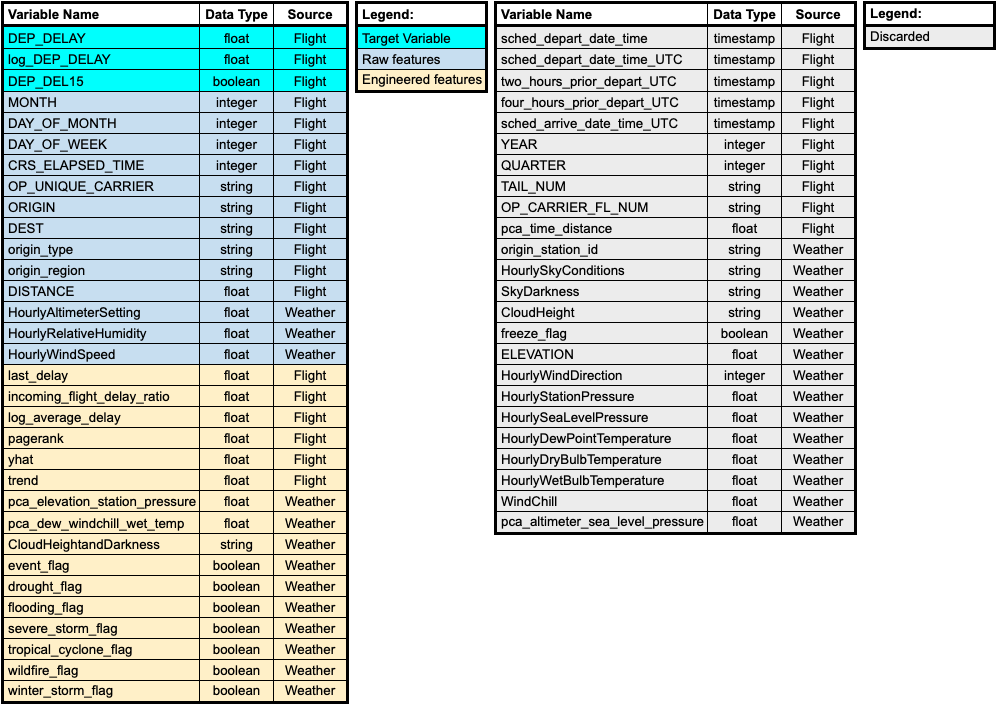 Variable Name Data Type Source
DEP_DELAY float Flight
log_DEP_DELAY float Flight
DEP_DEL15 boolean Flight
MONTH integer Flight
DAY_OF_MONTH integer Flight
DAY_OF_WEEK integer Flight
CRS_ELAPSED_TIME integer Flight
OP_UNIQUE_CARRIER string Flight
ORIGIN string Flight
DEST string Flight
origin_type string Flight
origin_region string Flight
DISTANCE float Flight
HourlyAltimeterSetting float Weather
HourlyRelativeHumidity float Weather
HourlyWindSpeed float Weather
last_delay float Flight
incoming_flight_delay_ratio float Flight
log_average_delay float Flight
pagerank float Flight
yhat float Flight
trend float Flight
pca_elevation_station_pressure float Weather
pca_dew_windchill_wet_temp float Weather
CloudHeightandDarkness string Weather
event_flag boolean Weather
drought_flag boolean Weather
flooding_flag boolean Weather
severe_storm_flag boolean Weather
tropical_cyclone_flag boolean Weather
wildfire_flag boolean Weather
winter_storm_flag boolean Weather
Legend:
Target Variable
Raw features
Engineered features
Variable Name Data Type Source
sched_depart_date_time timestamp Flight
sched_depart_date_time_UTC timestamp Flight
two_hours_prior_depart_UTC timestamp Flight
four_hours_prior_depart_UTC timestamp Flight
sched_arrive_date_time_UTC timestamp Flight
YEAR integer Flight
QUARTER integer Flight
TAIL_NUM string Flight
OP_CARRIER_FL_NUM string Flight
pca_time_distance float Flight
origin_station_id string Weather
HourlySkyConditions string Weather
SkyDarkness string Weather
CloudHeight string Weather
freeze_flag boolean Weather
ELEVATION float Weather
HourlyWindDirection integer Weather
HourlyStationPressure float Weather
HourlySeaLevelPressure float Weather
HourlyDewPointTemperature float Weather
HourlyDryBulbTemperature float Weather
HourlyWetBulbTemperature float Weather
WindChill float Weather
pca_altimeter_sea_level_pressure float Weather
Legend:
Discarded